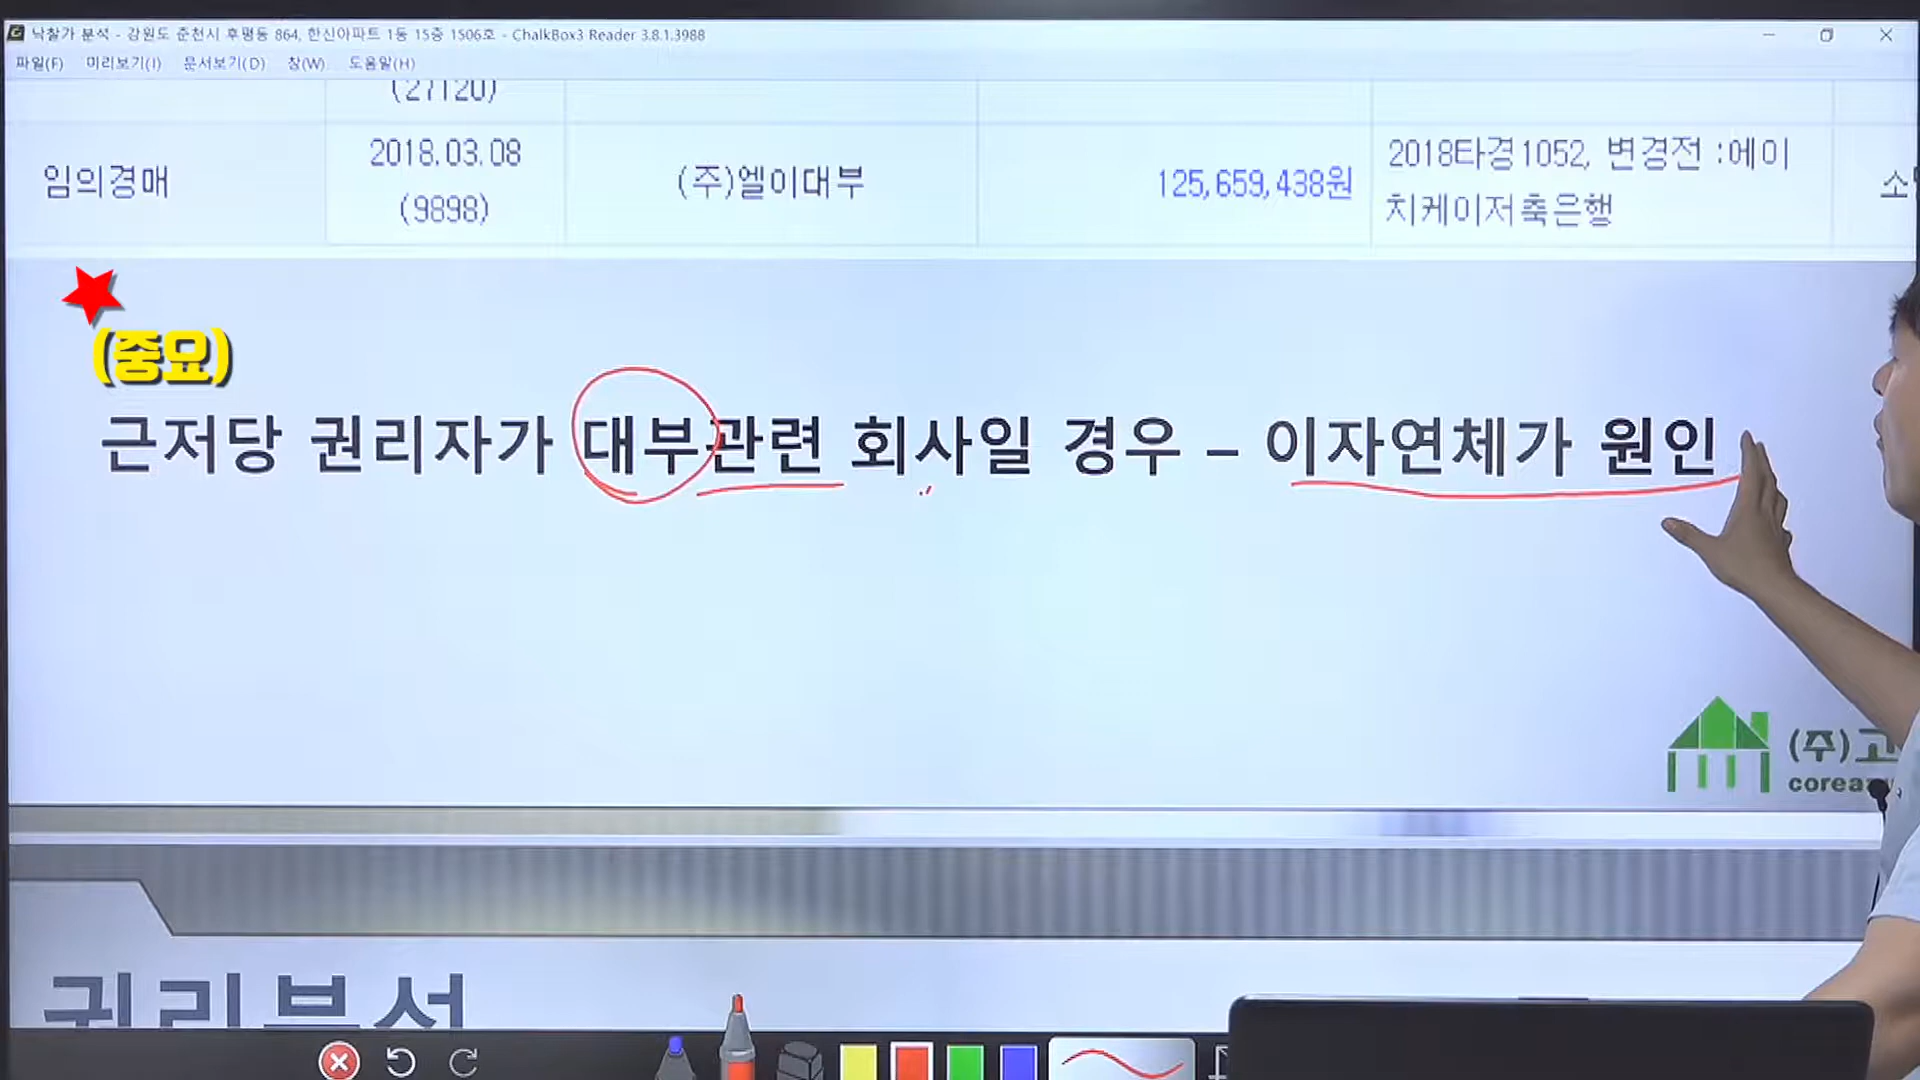 낙찰가 분석 - 강원도 춘천시 후평동 864, 한신아파트 1동 15층 1506호 - ChalkBox3 Reader 3.8.1.3988
파일(F) 미리보기(I) 문서보기(D) 창(W) 도움말(H)
(27120)
임의경매
2018.03.08
(9898)
(주)엘이대부
125,659,438원
2018타경1052, 변경전 :에이
치케이저축은행
(중요)
근저당 권리자가 대부관련 회사일 경우 – 이자연체가 원인
(주)고
권리분석